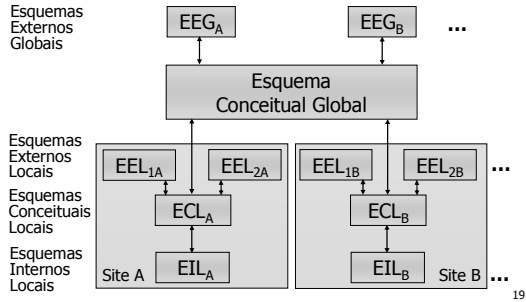 Esquemas
Externos
Globais
EEG_A
EEG_B
...
Esquema
Conceitual Global
Esquemas
Externos
Locais
EEL_1A
EEL_2A
EEL_1B
EEL_2B
...
Esquemas
Conceituais
Locais
ECL_A
ECL_B
Esquemas
Internos
Locais
Site A
EIL_A
EIL_B
Site B
...
19